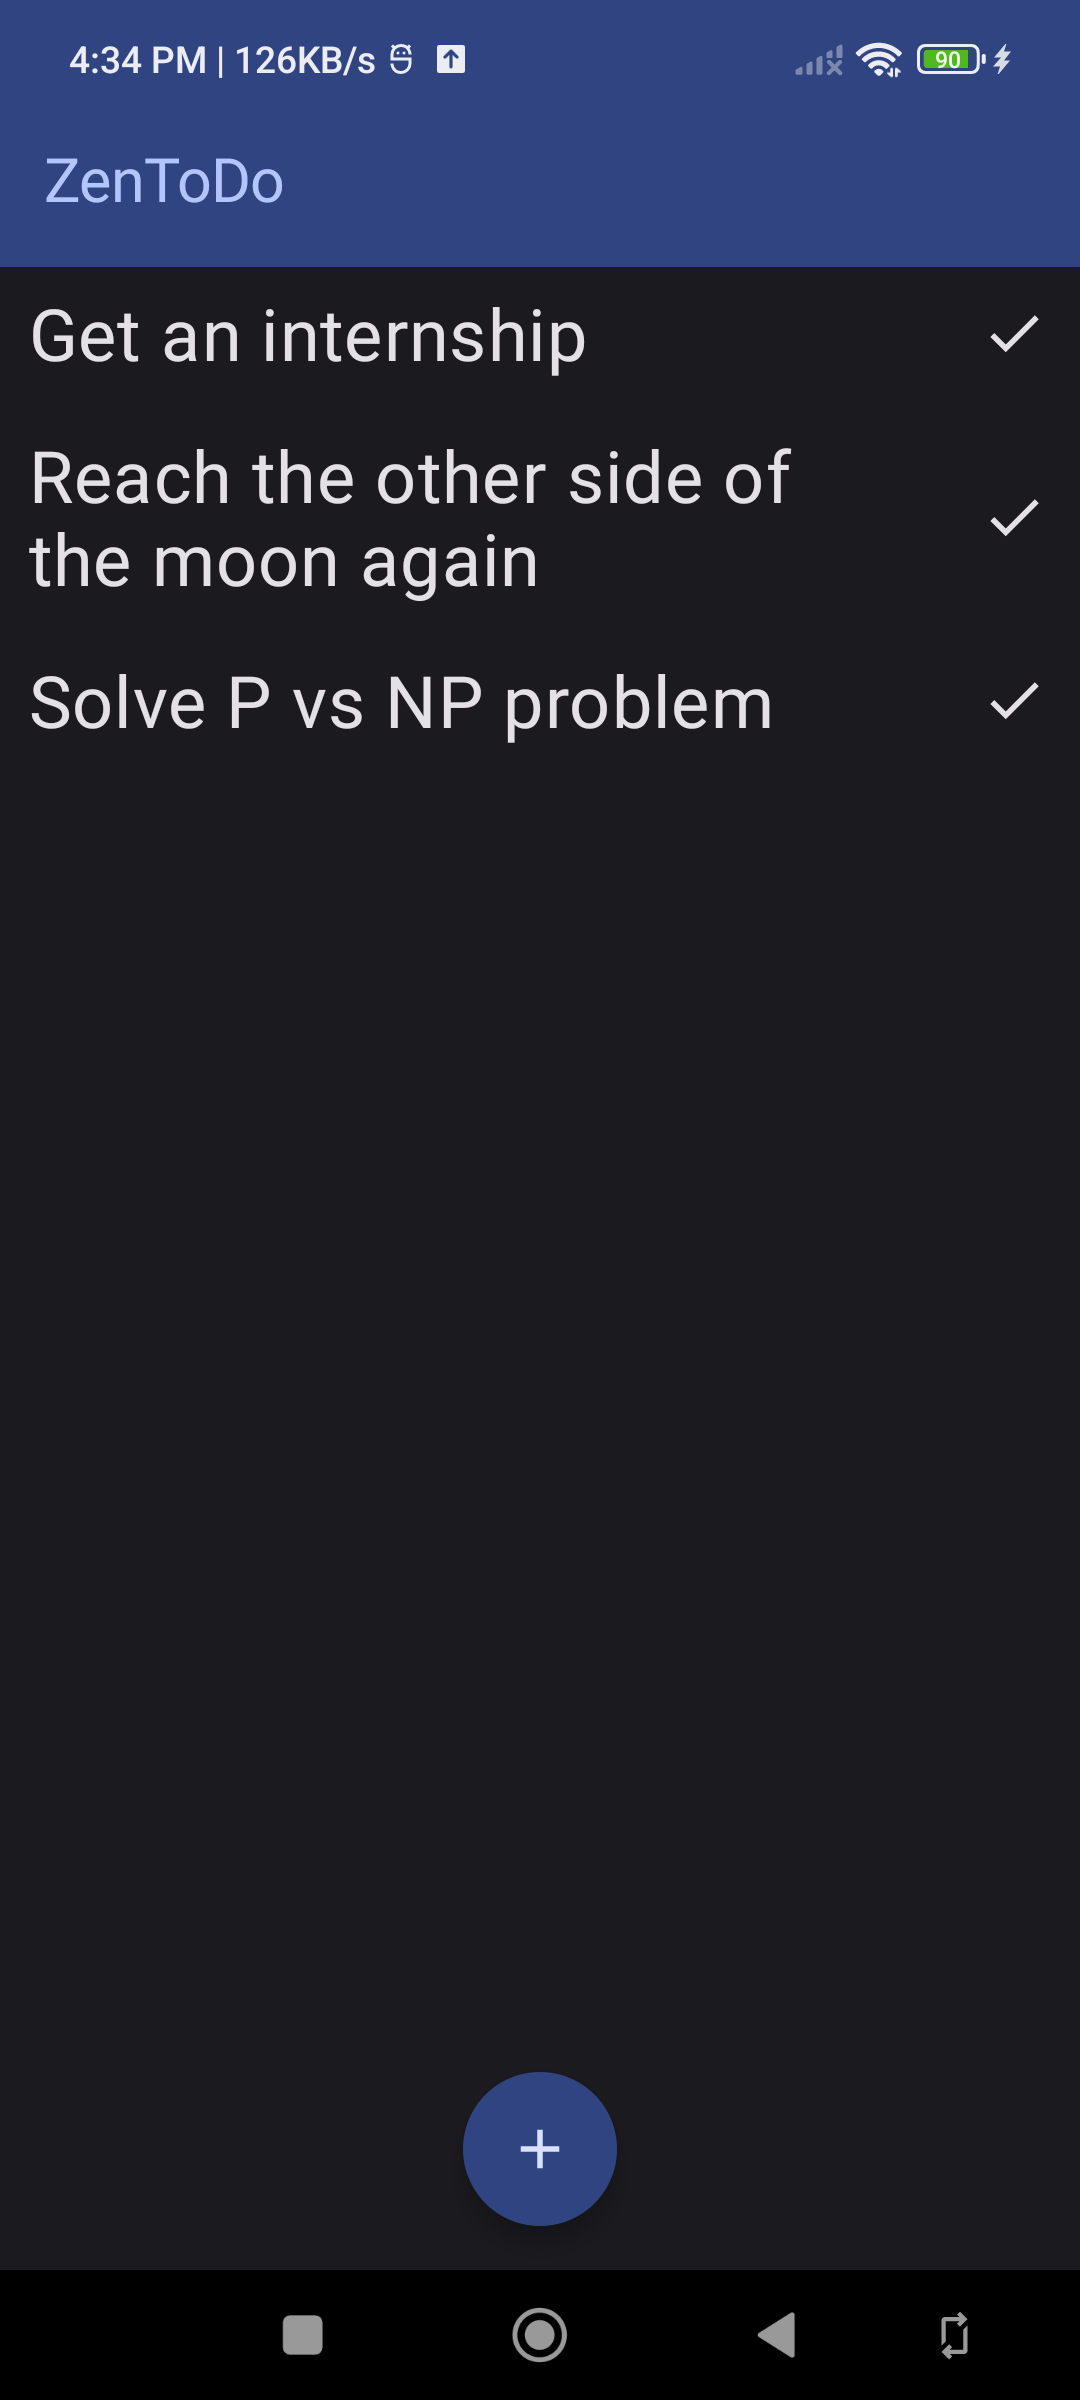 4:34 PM | 126KB/s 90
ZenToDo
Get an internship
Reach the other side of
the moon again
Solve P vs NP problem